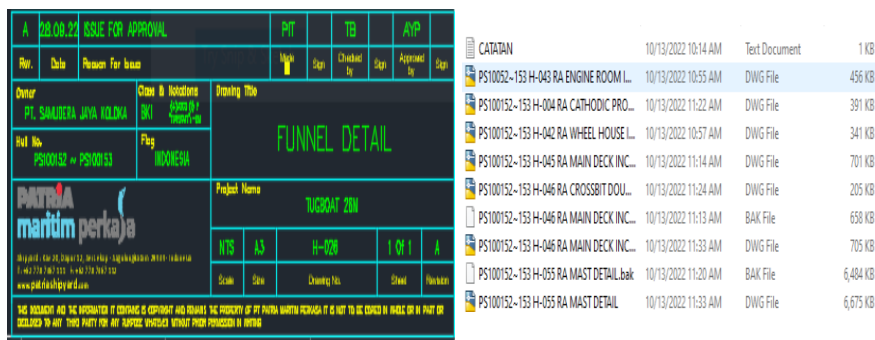 A 28.09.22 ISSUE FOR APPROVAL PIT TB AYP
Rev. Date Reason For Issue Made Sign Checked by Sign Approved by Sign
Owner
PT. SAMUDERA JAYA KOLOKA
Class & Notations
BKI
Hull No.
PS100152 ~ PS100153
Flag
INDONESIA
Drawing Title
FUNNEL DETAIL
PATRIA
maritim perkasa
www.patriashipyard.com
Project Name
TUGBOAT 26M
NTS A3 H-026 1 Of 1 A
Scale Size Drawing No. Sheet Revision
THIS DOCUMENT AND THE INFORMATION IT CONTAINS IS COPYRIGHT AND REMAINS THE PROPERTY OF PT PATRIA MARITIM PERKASA IT IS NOT TO BE COPIED IN WHOLE OR IN PART OR
DISCLOSED TO ANY THIRD PARTY FOR ANY PURPOSE WHATSOEVER WITHOUT PRIOR PERMISSION IN WRITING
CATATAN 10/13/2022 10:14 AM Text Document 1 KB
PS10052~153 H-043 RA ENGINE ROOM I... 10/13/2022 10:55 AM DWG File 456 KB
PS100152~153 H-004 RA CATHODIC PRO... 10/13/2022 11:22 AM DWG File 391 KB
PS100152~153 H-042 RA WHEEL HOUSE I... 10/13/2022 10:57 AM DWG File 341 KB
PS100152~153 H-045 RA MAIN DECK INC... 10/13/2022 11:14 AM DWG File 701 KB
PS100152~153 H-046 RA CROSSBIT DOU... 10/13/2022 11:24 AM DWG File 205 KB
PS100152~153 H-046 RA MAIN DECK INC... 10/13/2022 11:13 AM BAK File 658 KB
PS100152~153 H-046 RA MAIN DECK INC... 10/13/2022 11:33 AM DWG File 705 KB
PS100152~153 H-055 RA MAST DETAIL.bak 10/13/2022 11:20 AM BAK File 6,484 KB
PS100152~153 H-055 RA MAST DETAIL 10/13/2022 11:33 AM DWG File 6,675 KB